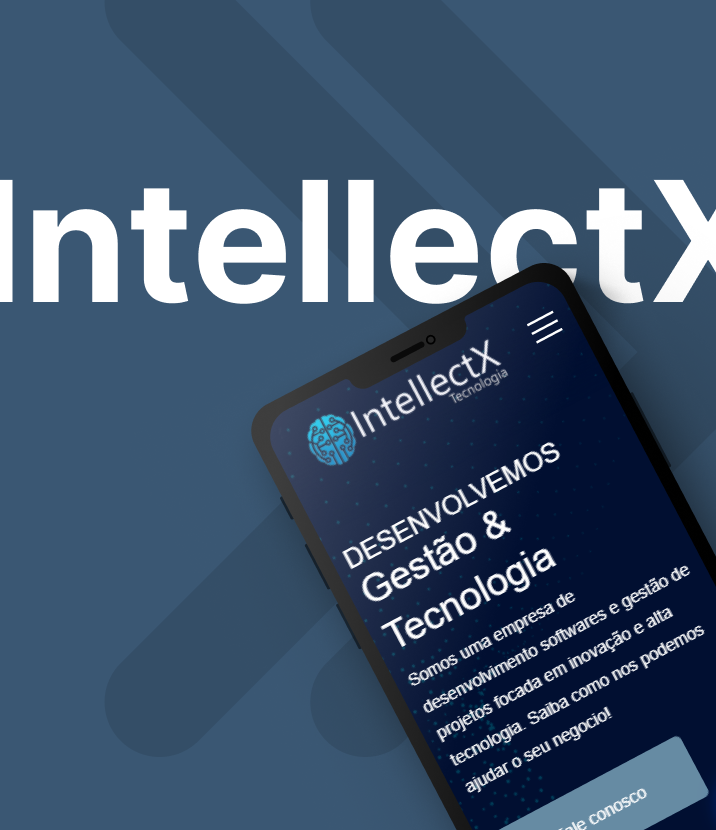 IntellectX
IntellectX
Tecnologia
DESENVOLVEMOS
Gestão &
Tecnologia
Somos uma empresa de
desenvolvimento softwares e gestão de
projetos focada em inovação e alta
tecnologia. Saiba como nos podemos
ajudar o seu negocio!
conosco